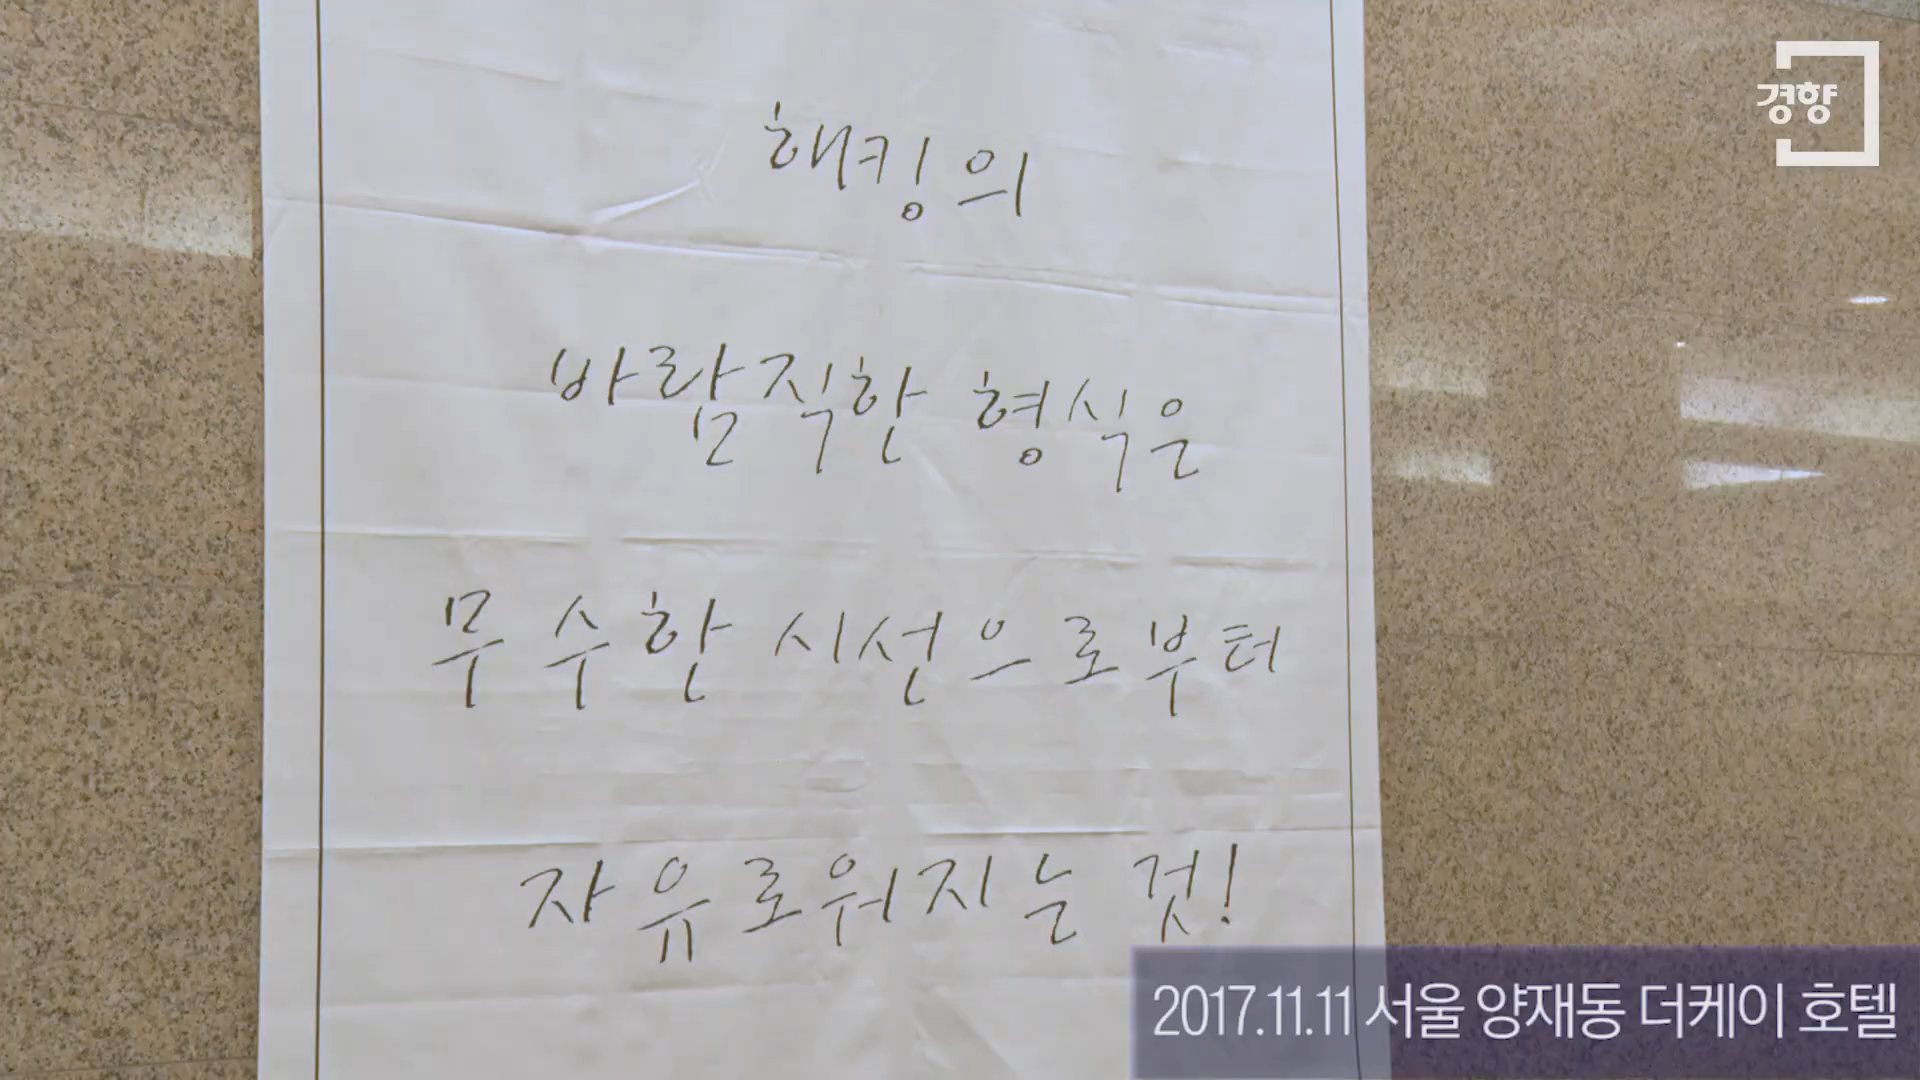 경향
해킹의
바람직한 형식은
무수한 시선으로부터
자유로워지는 것!
2017.11.11 서울 양재동 더케이 호텔